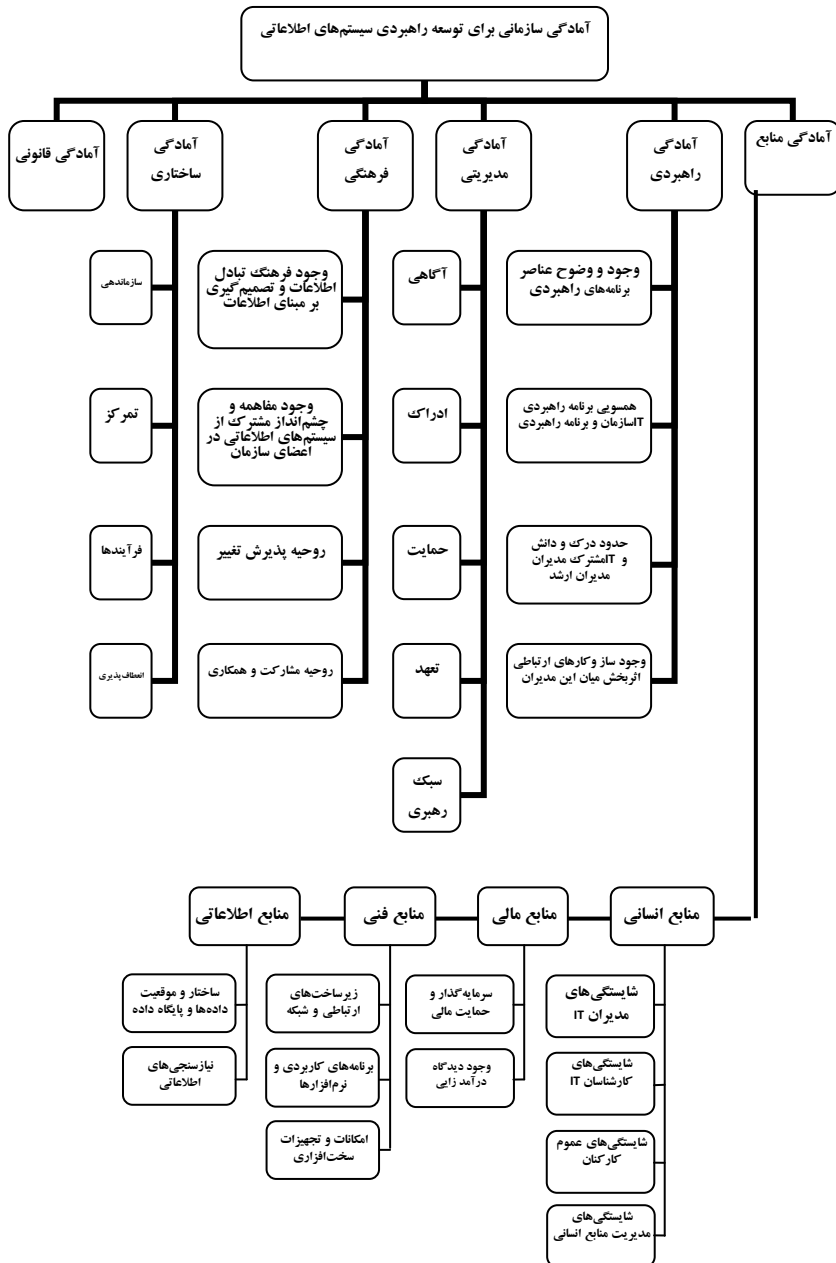 آمادگی سازمانی برای توسعه راهبردی سیستم‌های اطلاعاتی
آمادگی منابع
آمادگی
راهبردی
آمادگی
مدیریتی
آمادگی
فرهنگی
آمادگی
ساختاری
آمادگی قانونی
وجود و وضوح عناصر
برنامه‌های راهبردی
همسویی برنامه راهبردی
ITسازمان و برنامه راهبردی
حدود درک و دانش
و ITمشترک مدیران
مدیران ارشد
وجود ساز وکارهای ارتباطی
اثربخش میان این مدیران
آگاهی
ادراک
حمایت
تعهد
سبک
رهبری
وجود فرهنگ تبادل
اطلاعات و تصمیم‌گیری
بر مبنای اطلاعات
وجود مفاهمه و
چشم‌انداز مشترک از
سیستم‌های اطلاعاتی در
اعضای سازمان
روحیه پذیرش تغییر
روحیه مشارکت و همکاری
سازماندهی
تمرکز
فرآیندها
انعطاف‌پذیری
منابع انسانی
منابع مالی
منابع فنی
منابع اطلاعاتی
شایستگی‌های
مدیران IT
شایستگی‌های
کارشناسان IT
شایستگی‌های عموم
کارکنان
شایستگی‌های
مدیریت منابع انسانی
سرمایه‌گذار و
حمایت مالی
وجود دیدگاه
درآمد زایی
زیرساخت‌های
ارتباطی و شبکه
برنامه‌های کاربردی و
نرم‌افزارها
امکانات و تجهیزات
سخت‌افزاری
ساختار و موقعیت
داده‌ها و پایگاه داده
نیازسنجی‌های
اطلاعاتی